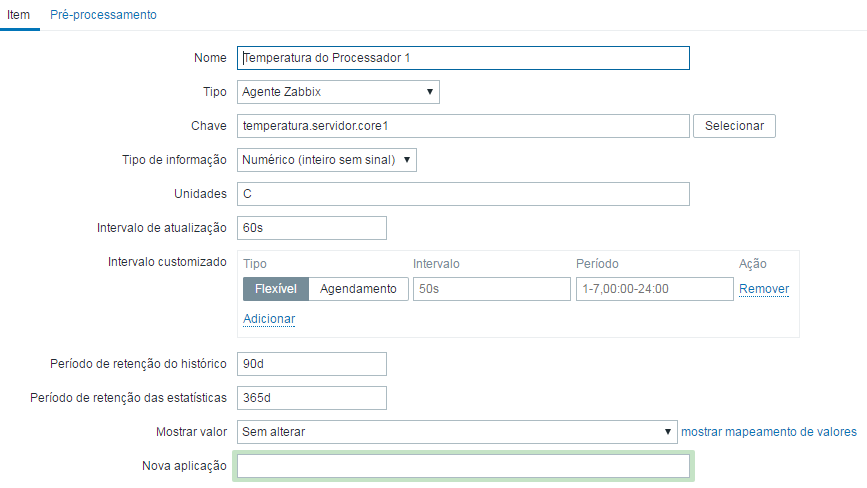 Item Pré-processamento
Nome Temperatura do Processador 1
Tipo Agente Zabbix
Chave temperatura.servidor.core1 Selecionar
Tipo de informação Numérico (inteiro sem sinal)
Unidades C
Intervalo de atualização 60s
Intervalo customizado Tipo Intervalo Período Ação
Flexível Agendamento 50s 1-7,00:00-24:00 Remover
Adicionar
Período de retenção do histórico 90d
Período de retenção das estatísticas 365d
Mostrar valor Sem alterar mostrar mapeamento de valores
Nova aplicação